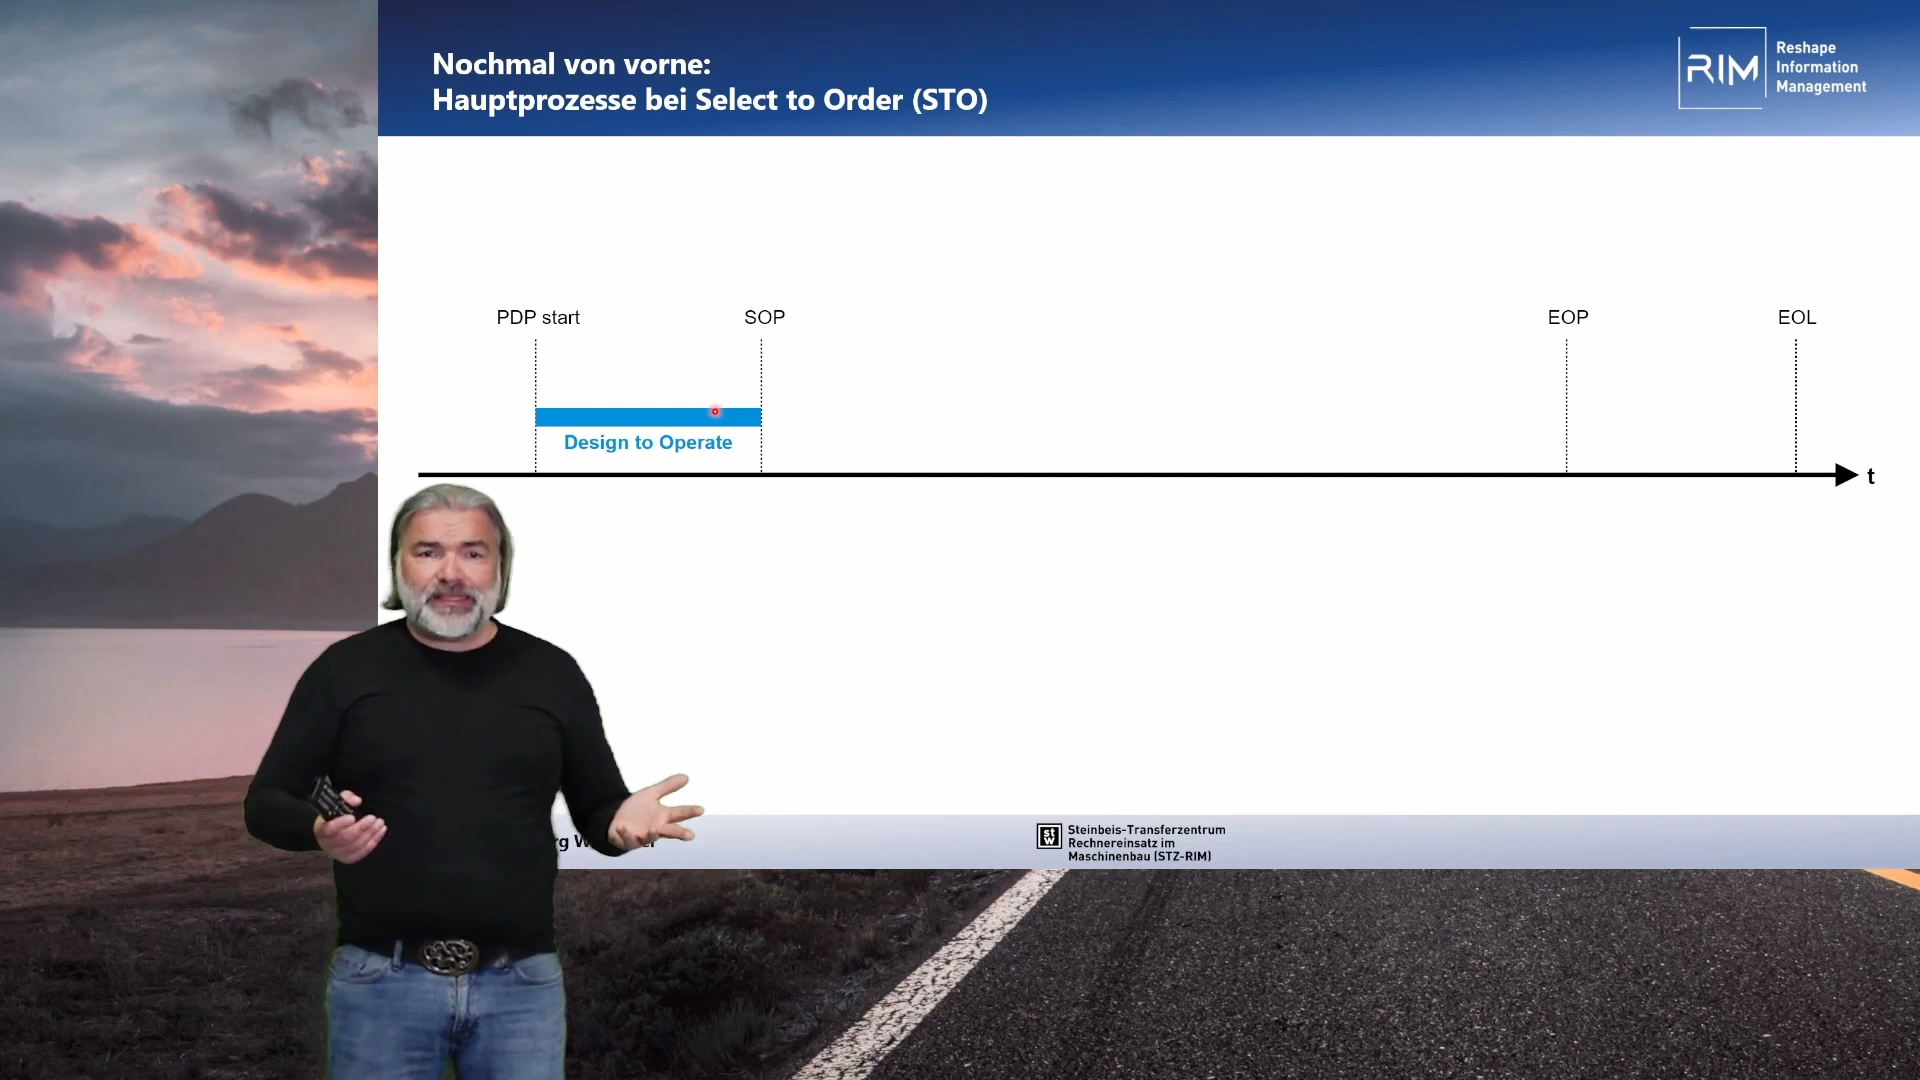 Nochmal von vorne:
Hauptprozesse bei Select to Order (STO)
RIM
Reshape
Information
Management
PDP start
SOP
EOP
EOL
Design to Operate
t
stw
Steinbeis-Transferzentrum
Rechnereinsatz im
Maschinenbau (STZ-RIM)